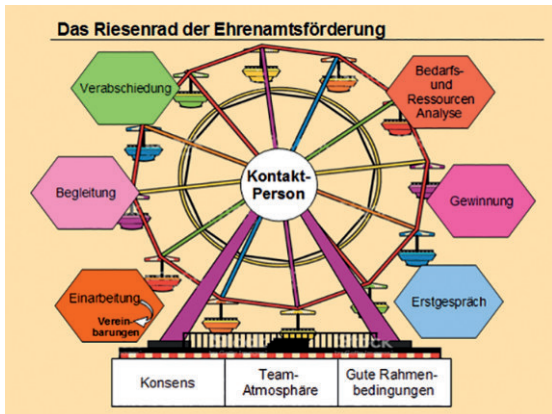 Das Riesenrad der Ehrenamtsförderung
Verabschiedung
Bedarfs-
und
Ressourcen
Analyse
Kontakt-
Person
Begleitung
Gewinnung
Einarbeitung
Verein-
barungen
Erstgespräch
Konsens
Team-
Atmosphäre
Gute Rahmen-
bedingungen